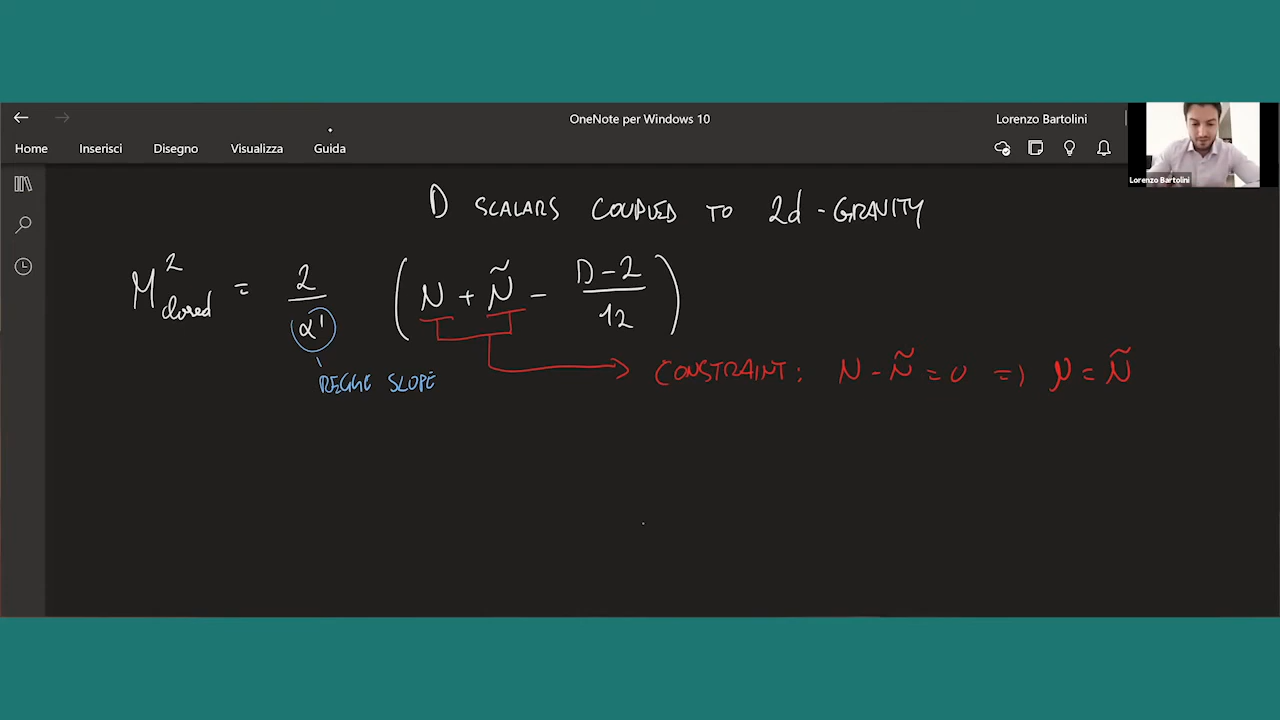 OneNote per Windows 10
Lorenzo Bartolini
Home Inserisci Disegno Visualizza Guida
Lorenzo Bartolini
D SCALARS COUPLED TO 2d-GRAVITY
M²closed = 2/α' (N + Ñ − (D−2)/12)
REGGE SLOPE
CONSTRAINT: N − Ñ = 0 => N = Ñ